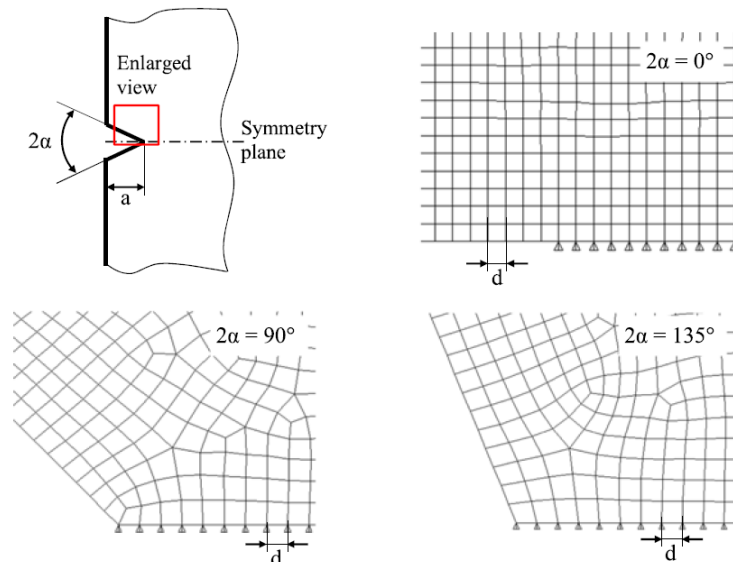 Enlarged
view
2α
Symmetry
plane
a
2α = 0°
d
2α = 90°
d
2α = 135°
d